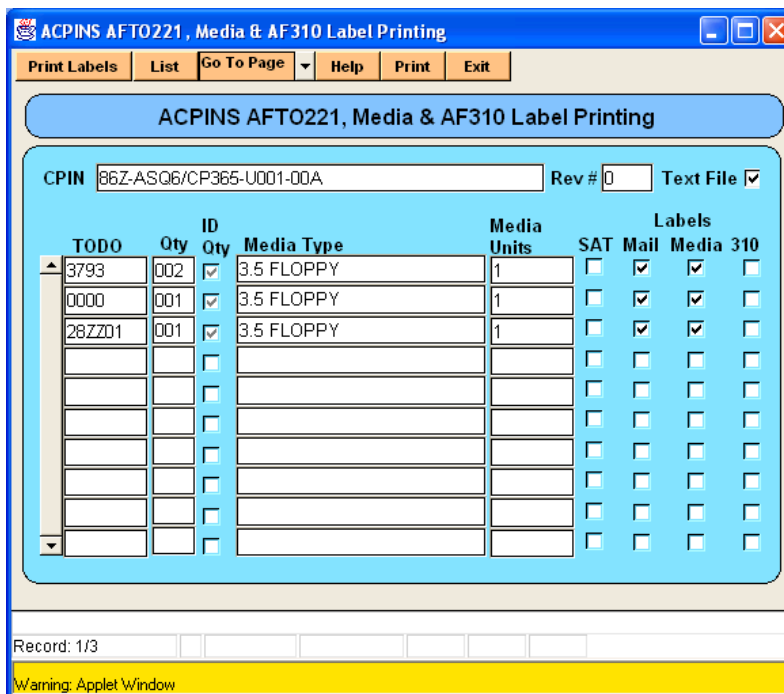 ACPINS AFTO221, Media & AF310 Label Printing
Print Labels List Go To Page Help Print Exit
ACPINS AFTO221, Media & AF310 Label Printing
CPIN 86Z-ASQ6/CP365-U001-00A Rev # 0 Text File
ID Media Labels
TODO Qty Qty Media Type Units SAT Mail Media 310
3793 002 3.5 FLOPPY 1
0000 001 3.5 FLOPPY 1
28ZZ01 001 3.5 FLOPPY 1
Record: 1/3
Warning: Applet Window